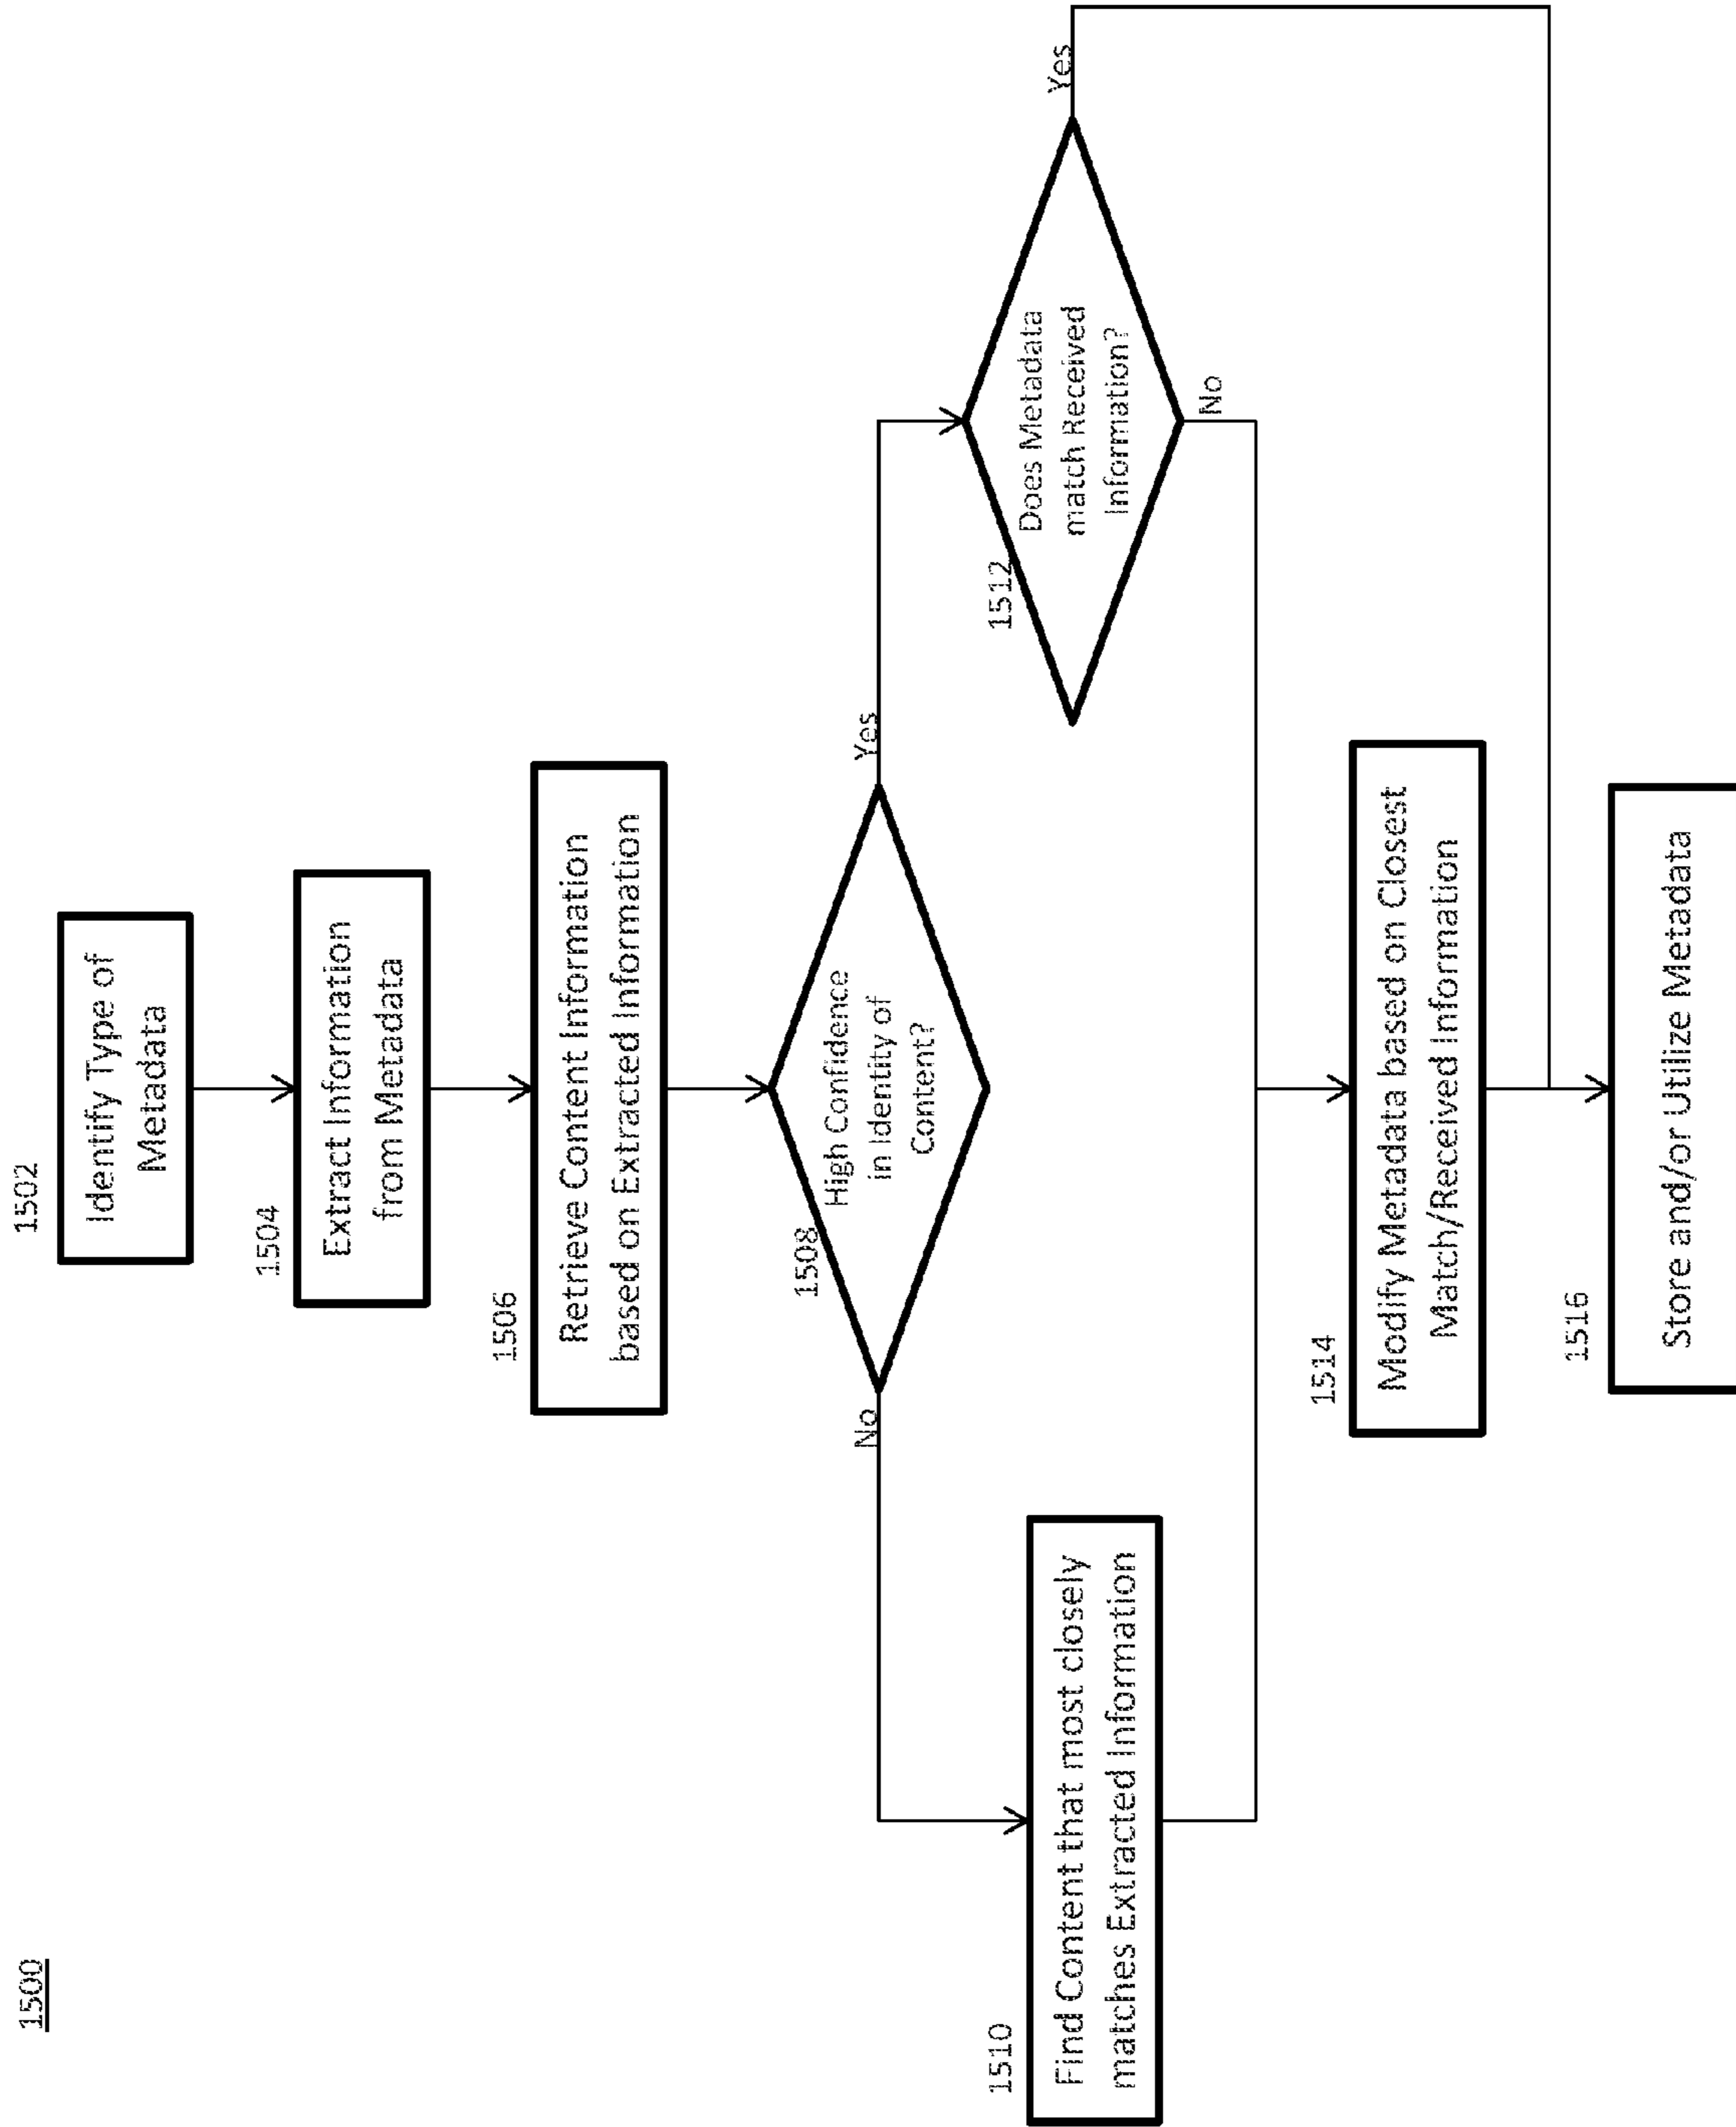 1500
1502
Identify Type of
Metadata
1504
Extract Information
from Metadata
1506
Retrieve Content Information
based on Extracted Information
1508
High Confidence
in Identity of
Content?
No
Yes
1510
Find Content that most closely
matches Extracted Information
1512
Does Metadata
match Received
Information?
Yes
No
1514
Modify Metadata based on Closest
Match/Received Information
1516
Store and/or Utilize Metadata